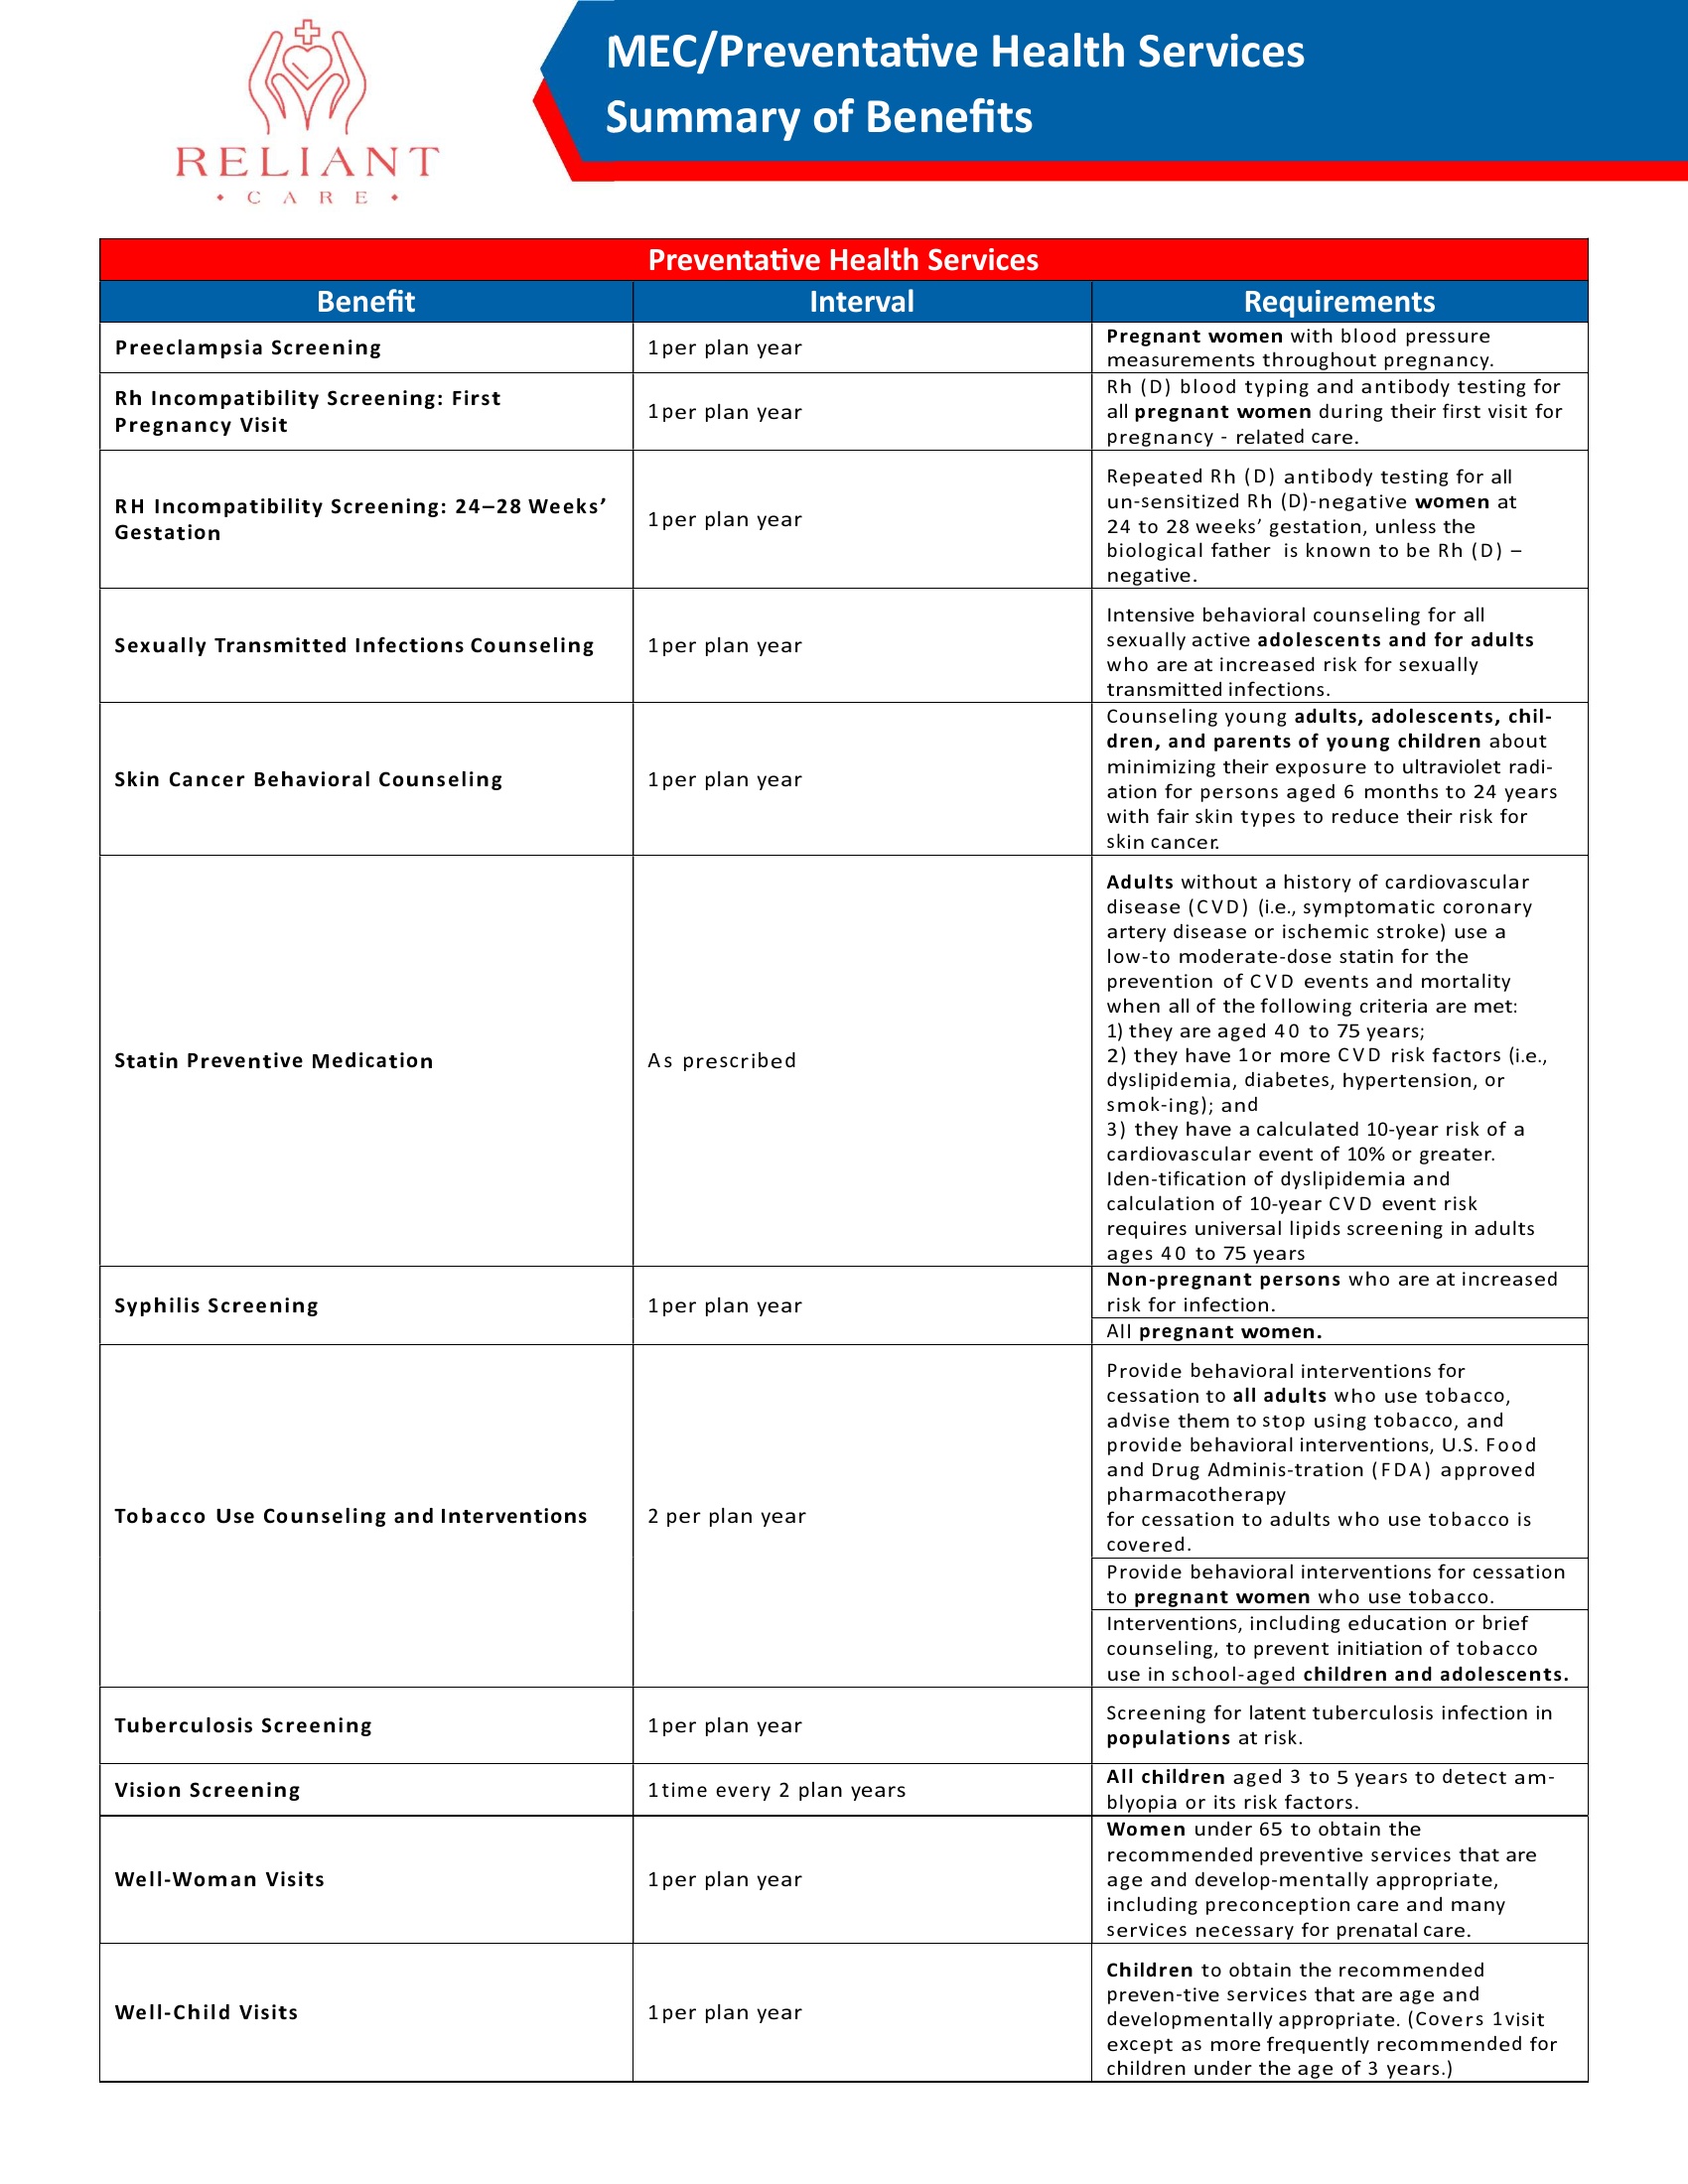 RELIANT
• CARE •
MEC/Preventative Health Services
Summary of Benefits
Preventative Health Services
Benefit
Interval
Requirements
Preeclampsia Screening
1 per plan year
Pregnant women with blood pressure
measurements throughout pregnancy.
Rh Incompatibility Screening: First
Pregnancy Visit
1 per plan year
Rh (D) blood typing and antibody testing for
all pregnant women during their first visit for
pregnancy - related care.
RH Incompatibility Screening: 24–28 Weeks’
Gestation
1 per plan year
Repeated Rh (D) antibody testing for all
un-sensitized Rh (D)-negative women at
24 to 28 weeks’ gestation, unless the
biological father is known to be Rh (D) –
negative.
Sexually Transmitted Infections Counseling
1 per plan year
Intensive behavioral counseling for all
sexually active adolescents and for adults
who are at increased risk for sexually
transmitted infections.
Skin Cancer Behavioral Counseling
1 per plan year
Counseling young adults, adolescents, chil-
dren, and parents of young children about
minimizing their exposure to ultraviolet radi-
ation for persons aged 6 months to 24 years
with fair skin types to reduce their risk for
skin cancer.
Statin Preventive Medication
As prescribed
Adults without a history of cardiovascular
disease (CVD) (i.e., symptomatic coronary
artery disease or ischemic stroke) use a
low-to moderate-dose statin for the
prevention of CVD events and mortality
when all of the following criteria are met:
1) they are aged 40 to 75 years;
2) they have 1 or more CVD risk factors (i.e.,
dyslipidemia, diabetes, hypertension, or
smok-ing); and
3) they have a calculated 10-year risk of a
cardiovascular event of 10% or greater.
Iden-tification of dyslipidemia and
calculation of 10-year CVD event risk
requires universal lipids screening in adults
ages 40 to 75 years
Syphilis Screening
1 per plan year
Non-pregnant persons who are at increased
risk for infection.
All pregnant women.
Tobacco Use Counseling and Interventions
2 per plan year
Provide behavioral interventions for
cessation to all adults who use tobacco,
advise them to stop using tobacco, and
provide behavioral interventions, U.S. Food
and Drug Adminis-tration (FDA) approved
pharmacotherapy
for cessation to adults who use tobacco is
covered.
Provide behavioral interventions for cessation
to pregnant women who use tobacco.
Interventions, including education or brief
counseling, to prevent initiation of tobacco
use in school-aged children and adolescents.
Tuberculosis Screening
1 per plan year
Screening for latent tuberculosis infection in
populations at risk.
Vision Screening
1 time every 2 plan years
All children aged 3 to 5 years to detect am-
blyopia or its risk factors.
Well-Woman Visits
1 per plan year
Women under 65 to obtain the
recommended preventive services that are
age and develop-mentally appropriate,
including preconception care and many
services necessary for prenatal care.
Well-Child Visits
1 per plan year
Children to obtain the recommended
preven-tive services that are age and
developmentally appropriate. (Covers 1 visit
except as more frequently recommended for
children under the age of 3 years.)